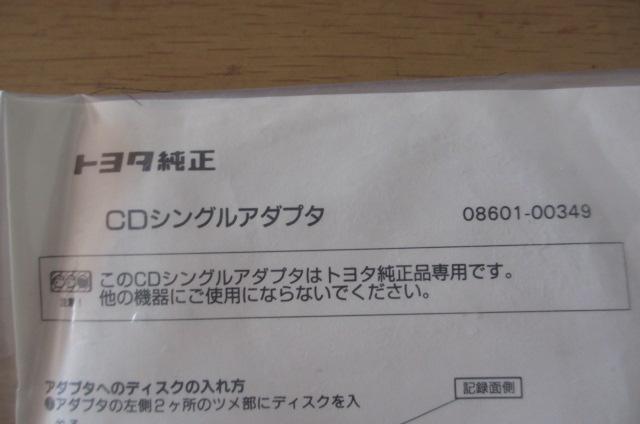 トヨタ純正
CDシングルアダプタ 08601-00349
注意！ このCDシングルアダプタはトヨタ純正品専用です。
他の機器にご使用にならないでください。
アダプタへのディスクの入れ方 記録面側
❶アダプタの左側2ヶ所のツメ部にディスクを入